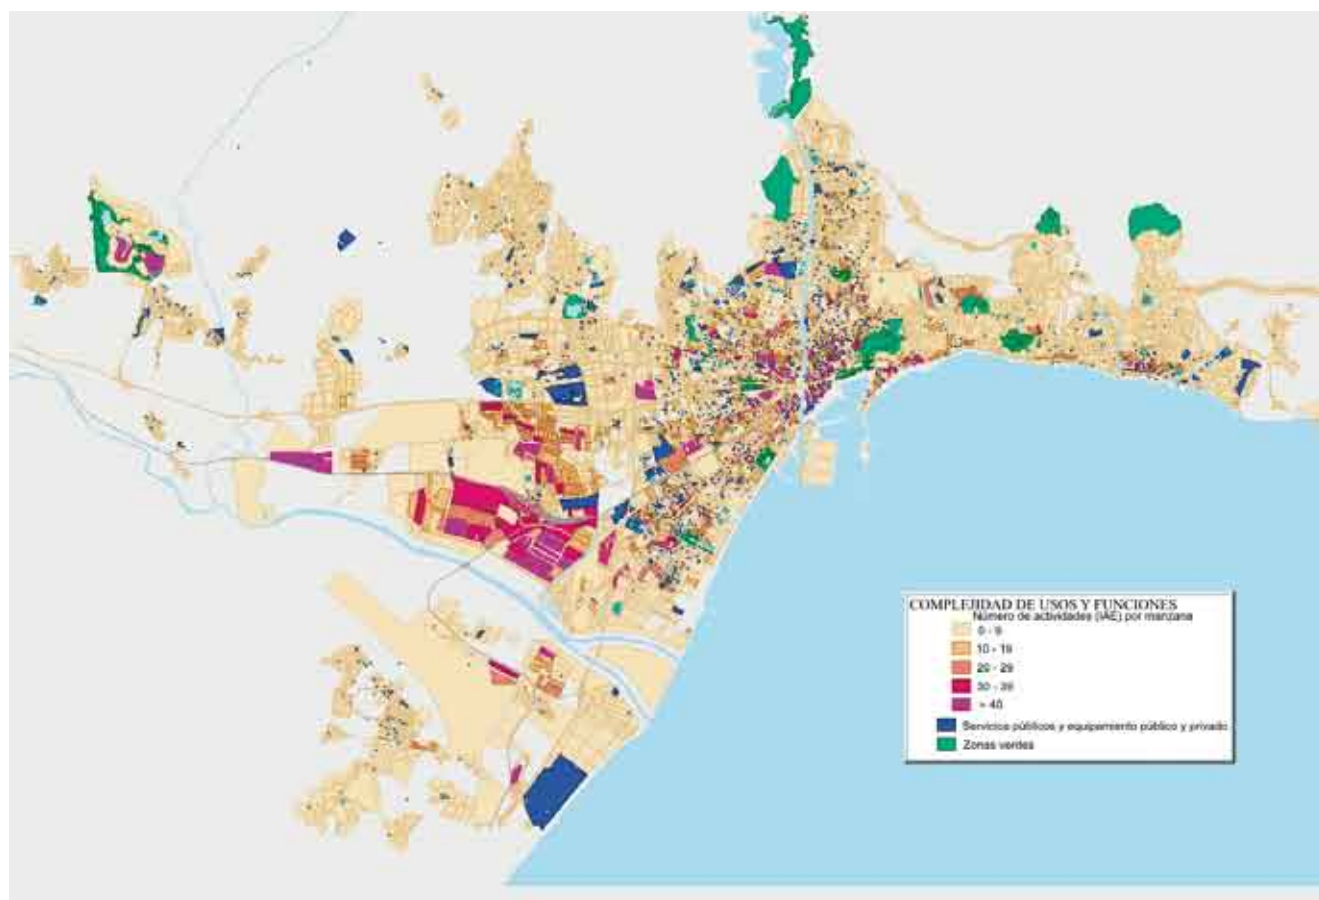 COMPLEJIDAD DE USOS Y FUNCIONES
Número de actividades (IAE) por manzana
0 - 9
10 - 19
20 - 29
30 - 39
> 40
Servicios públicos y equipamiento público y privado
Zonas verdes